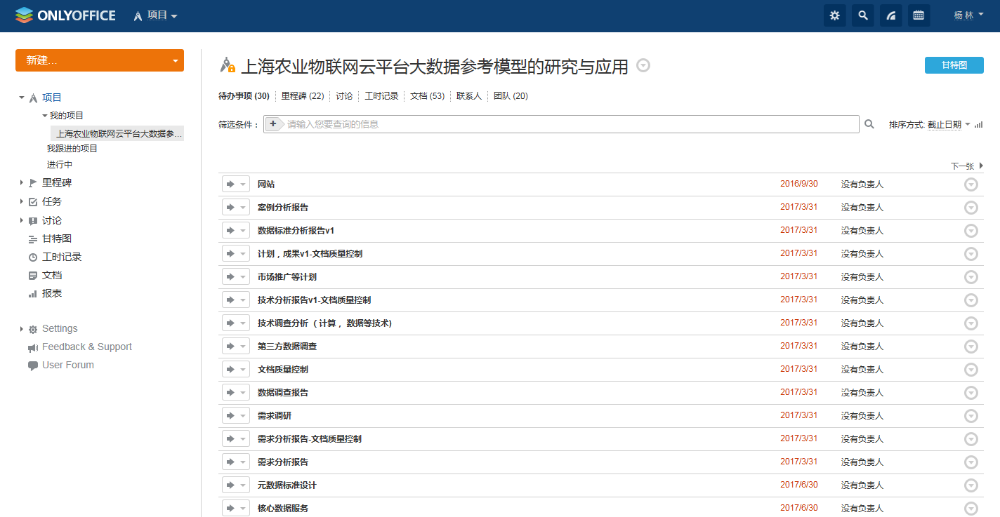 ONLYOFFICE 项目 杨 林
新建...
项目
我的项目
上海农业物联网云平台大数据参...
我跟进的项目
进行中
里程碑
任务
讨论
甘特图
工时记录
文档
报表
Settings
Feedback & Support
User Forum
上海农业物联网云平台大数据参考模型的研究与应用 甘特图
待办事项 (30) 里程碑 (22) 讨论 工时记录 文档 (53) 联系人 团队 (20)
筛选条件： 请输入您要查询的信息 排序方式: 截止日期
下一张
网站 2016/9/30 没有负责人
案例分析报告 2017/3/31 没有负责人
数据标准分析报告v1 2017/3/31 没有负责人
计划，成果v1-文档质量控制 2017/3/31 没有负责人
市场推广等计划 2017/3/31 没有负责人
技术分析报告v1-文档质量控制 2017/3/31 没有负责人
技术调查分析（计算， 数据等技术) 2017/3/31 没有负责人
第三方数据调查 2017/3/31 没有负责人
文档质量控制 2017/3/31 没有负责人
数据调查报告 2017/3/31 没有负责人
需求调研 2017/3/31 没有负责人
需求分析报告-文档质量控制 2017/3/31 没有负责人
需求分析报告 2017/3/31 没有负责人
元数据标准设计 2017/6/30 没有负责人
核心数据服务 2017/6/30 没有负责人